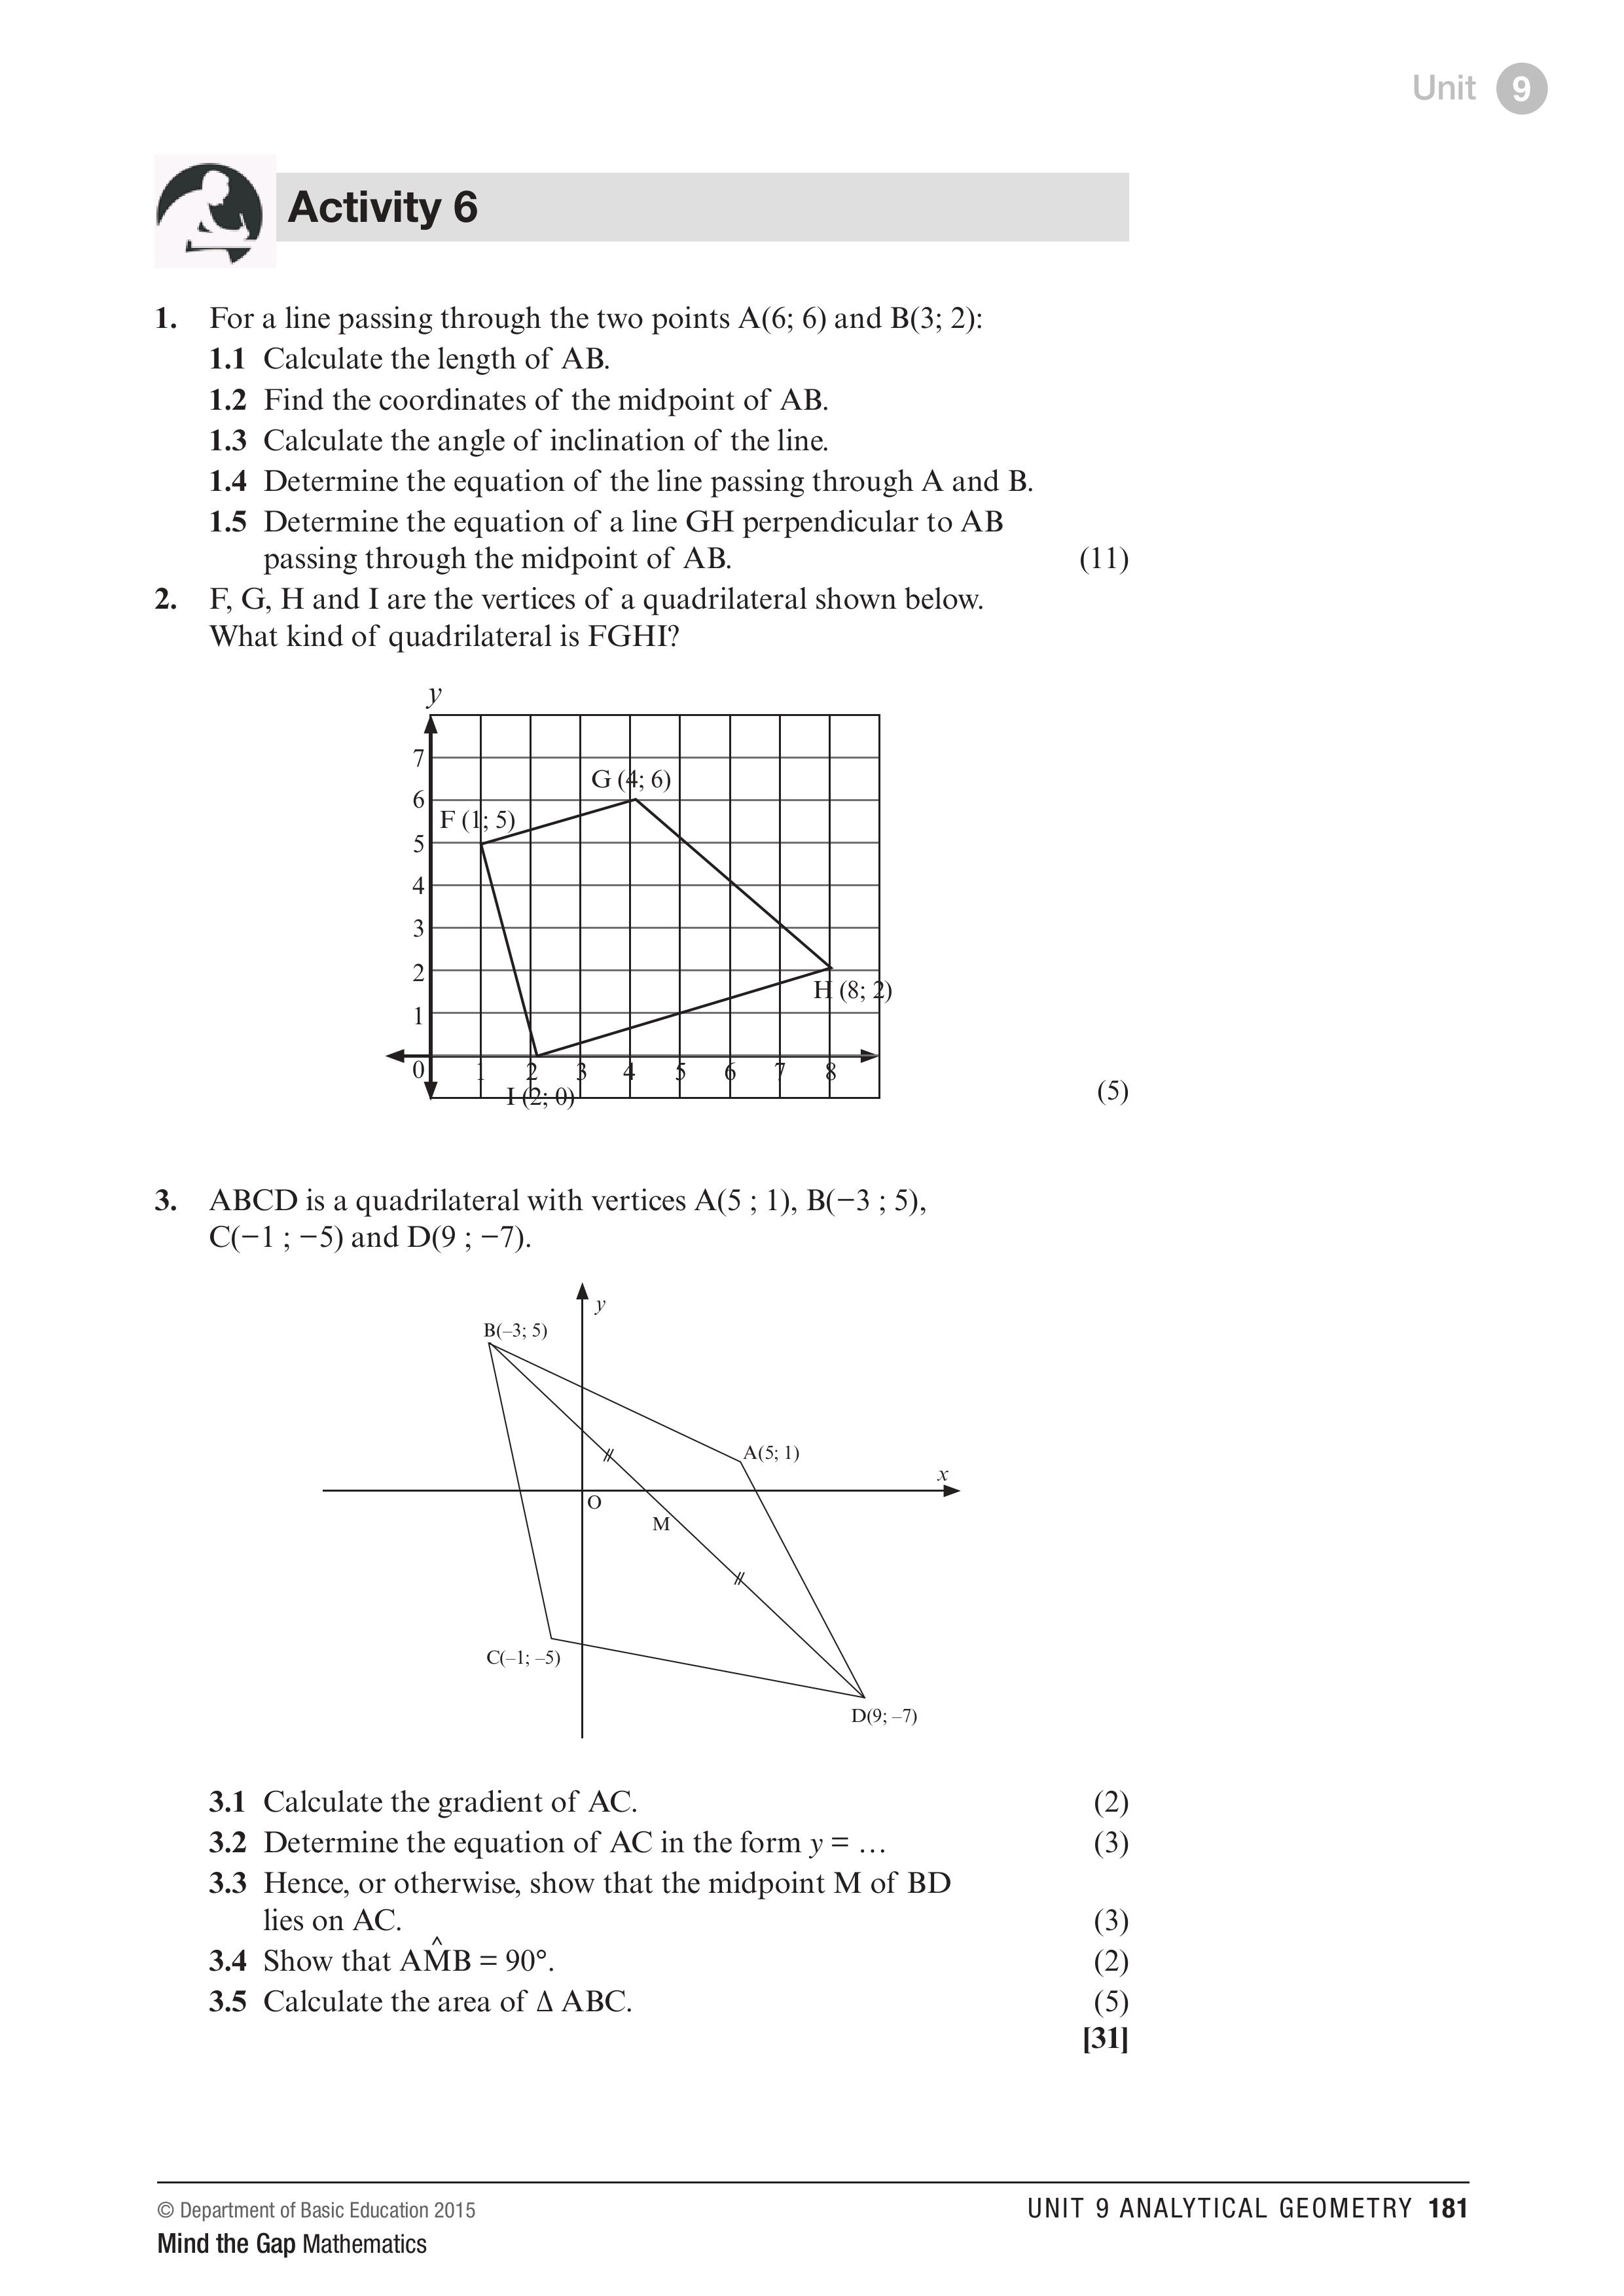 Unit 9
Activity 6
1. For a line passing through the two points A(6; 6) and B(3; 2):
1.1 Calculate the length of AB.
1.2 Find the coordinates of the midpoint of AB.
1.3 Calculate the angle of inclination of the line.
1.4 Determine the equation of the line passing through A and B.
1.5 Determine the equation of a line GH perpendicular to AB
passing through the midpoint of AB. (11)
2. F, G, H and I are the vertices of a quadrilateral shown below.
What kind of quadrilateral is FGHI?
y
7
G (4; 6)
6
F (1; 5)
5
4
3
2
H (8; 2)
1
0 1 2 3 4 5 6 7 8
I (2; 0)
(5)
3. ABCD is a quadrilateral with vertices A(5 ; 1), B(−3 ; 5),
C(−1 ; −5) and D(9 ; −7).
y
B(–3; 5)
A(5; 1)
x
O
M
C(–1; –5)
D(9; –7)
3.1 Calculate the gradient of AC. (2)
3.2 Determine the equation of AC in the form y = … (3)
3.3 Hence, or otherwise, show that the midpoint M of BD
lies on AC. (3)
3.4 Show that AM̂B = 90°. (2)
3.5 Calculate the area of Δ ABC. (5)
[31]
© Department of Basic Education 2015
Mind the Gap Mathematics
UNIT 9 ANALYTICAL GEOMETRY 181